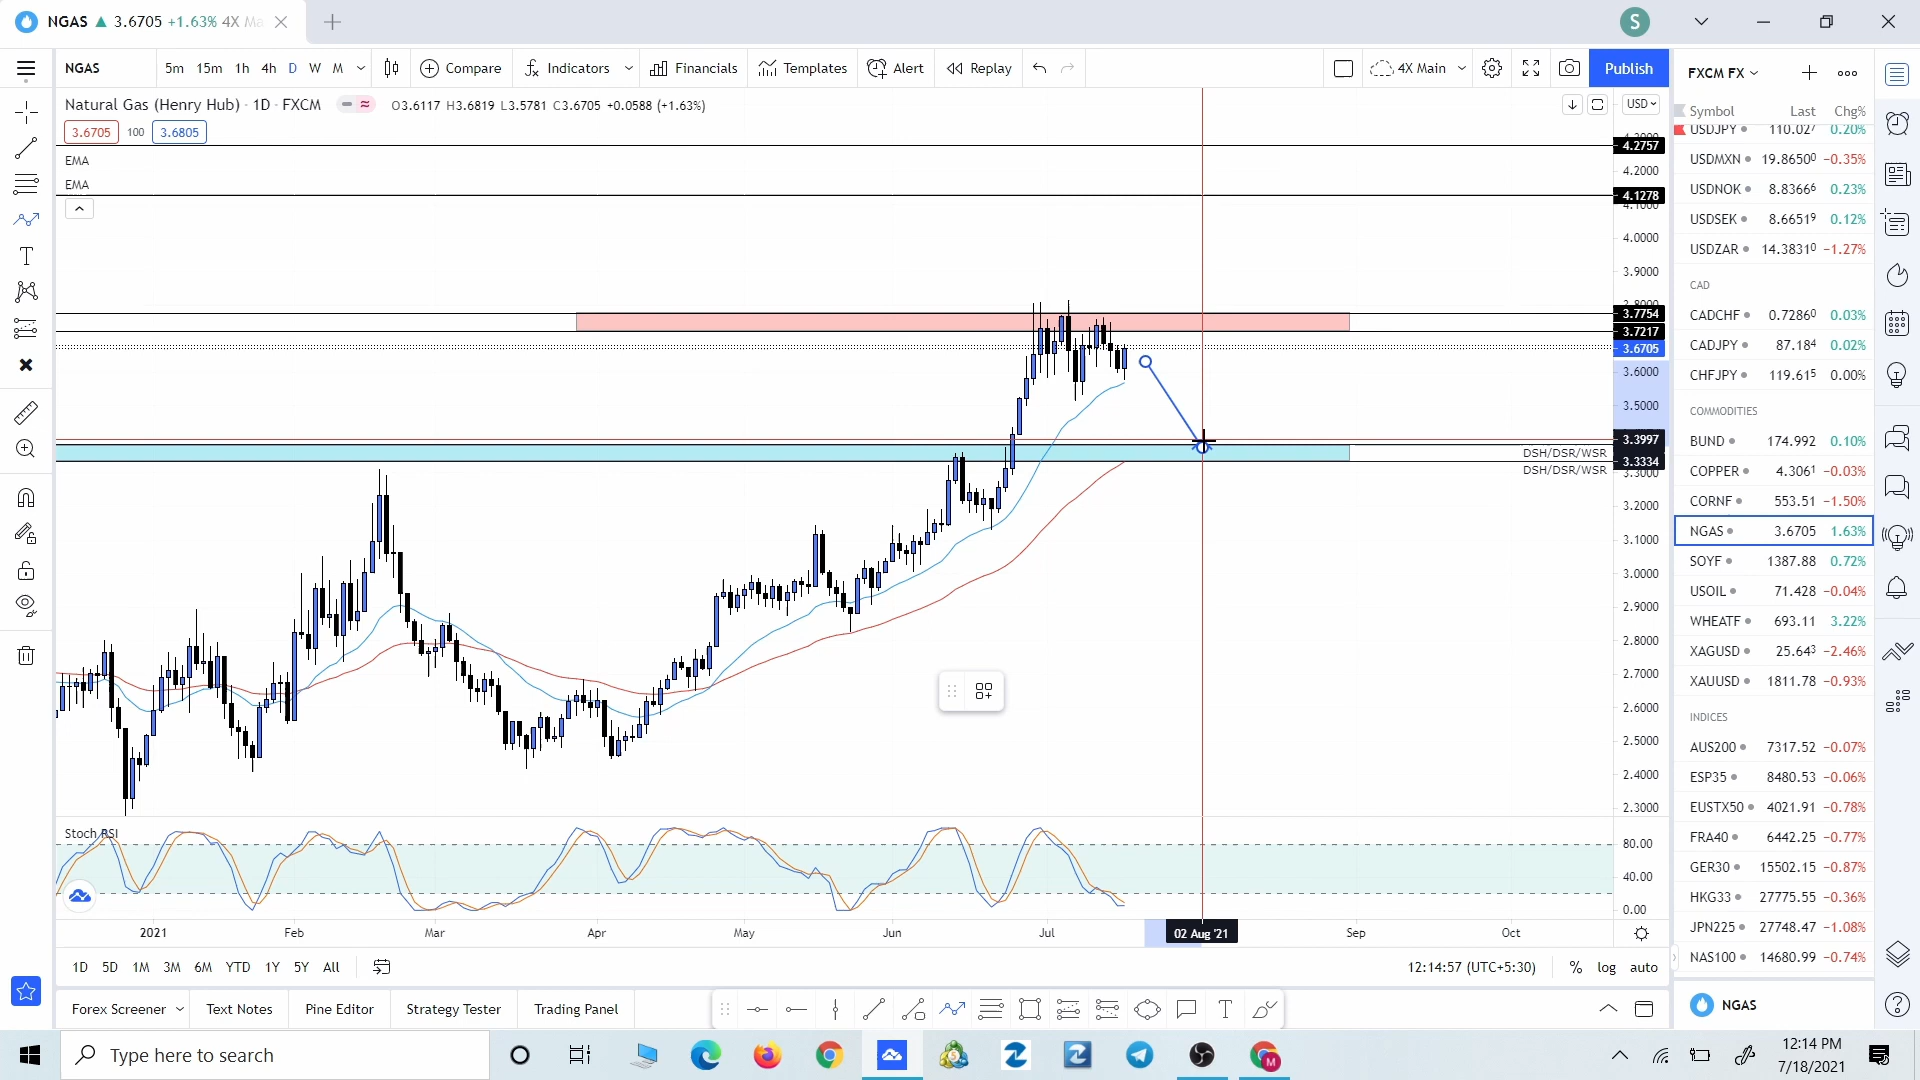 NGAS ▲ 3.6705 +1.63% 4X Ma
S
NGAS 5m 15m 1h 4h D W M Compare Indicators Financials Templates Alert Replay 4X Main Publish
Natural Gas (Henry Hub) · 1D · FXCM O3.6117 H3.6819 L3.5781 C3.6705 +0.0588 (+1.63%)
USD
3.6705 100 3.6805
EMA
EMA
4.2757
4.2000
4.1278
4.1000
4.0000
3.9000
3.8000
3.7754
3.7217
3.6705
3.6000
3.5000
3.3997
DSH/DSR/WSR
3.3334
DSH/DSR/WSR
3.3000
3.2000
3.1000
3.0000
2.9000
2.8000
2.7000
2.6000
2.5000
2.4000
2.3000
Stoch RSI
80.00
40.00
0.00
2021 Feb Mar Apr May Jun Jul 02 Aug '21 Sep Oct
1D 5D 1M 3M 6M YTD 1Y 5Y All 12:14:57 (UTC+5:30) % log auto
Forex Screener Text Notes Pine Editor Strategy Tester Trading Panel
FXCM FX
Symbol Last Chg%
USDJPY 110.027 0.20%
USDMXN 19.8650⁰ −0.35%
USDNOK 8.8366⁶ 0.23%
USDSEK 8.6651⁹ 0.12%
USDZAR 14.3831⁰ −1.27%
CAD
CADCHF 0.7286⁰ 0.03%
CADJPY 87.18⁴ 0.02%
CHFJPY 119.61⁵ 0.00%
COMMODITIES
BUND 174.992 0.10%
COPPER 4.306¹ −0.03%
CORNF 553.51 −1.50%
NGAS 3.6705 1.63%
SOYF 1387.88 0.72%
USOIL 71.428 −0.04%
WHEATF 693.11 3.22%
XAGUSD 25.64³ −2.46%
XAUUSD 1811.78 −0.93%
INDICES
AUS200 7317.52 −0.07%
ESP35 8480.53 −0.06%
EUSTX50 4021.91 −0.78%
FRA40 6442.25 −0.77%
GER30 15502.15 −0.87%
HKG33 27775.55 −0.36%
JPN225 27748.47 −1.08%
NAS100 14680.99 −0.74%
NGAS
Type here to search
12:14 PM
7/18/2021